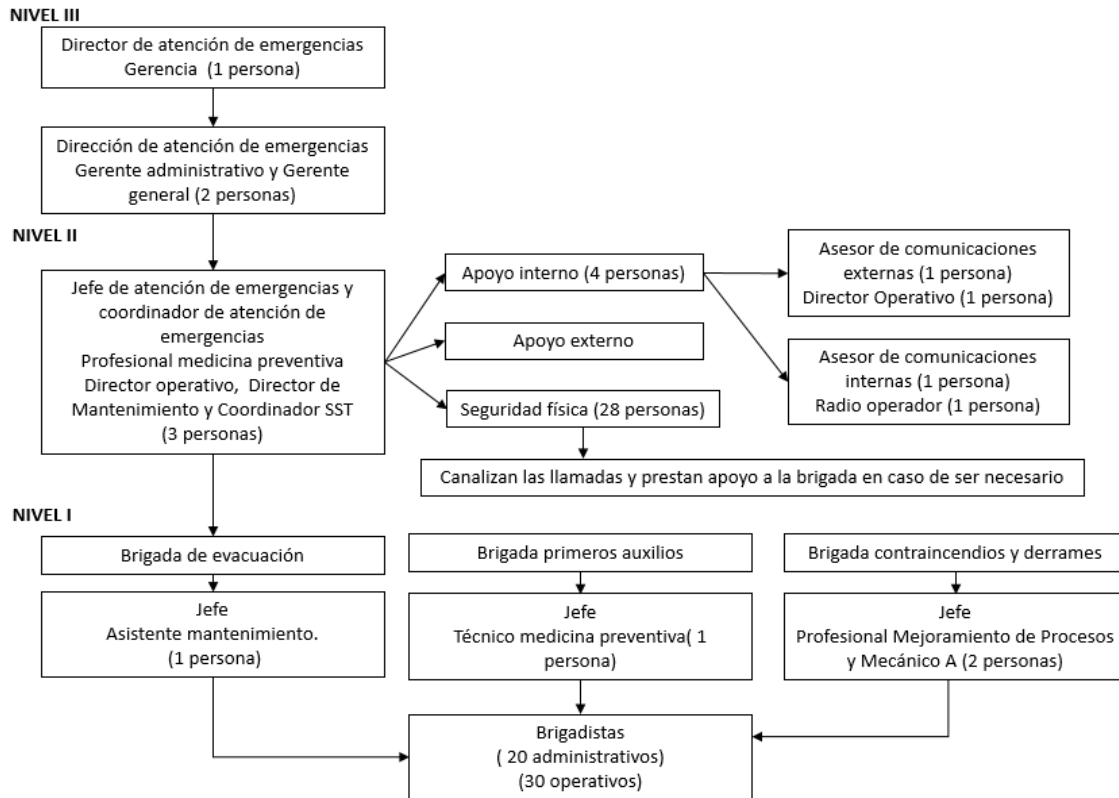 NIVEL III
Director de atención de emergencias
Gerencia (1 persona)
Dirección de atención de emergencias
Gerente administrativo y Gerente
general (2 personas)
NIVEL II
Jefe de atención de emergencias y
coordinador de atención de
emergencias
Profesional medicina preventiva
Director operativo, Director de
Mantenimiento y Coordinador SST
(3 personas)
Apoyo interno (4 personas)
Apoyo externo
Seguridad física (28 personas)
Asesor de comunicaciones
externas (1 persona)
Director Operativo (1 persona)
Asesor de comunicaciones
internas (1 persona)
Radio operador (1 persona)
Canalizan las llamadas y prestan apoyo a la brigada en caso de ser necesario
NIVEL I
Brigada de evacuación
Jefe
Asistente mantenimiento.
(1 persona)
Brigada primeros auxilios
Jefe
Técnico medicina preventiva( 1
persona)
Brigada contraincendios y derrames
Jefe
Profesional Mejoramiento de Procesos
y Mecánico A (2 personas)
Brigadistas
( 20 administrativos)
(30 operativos)